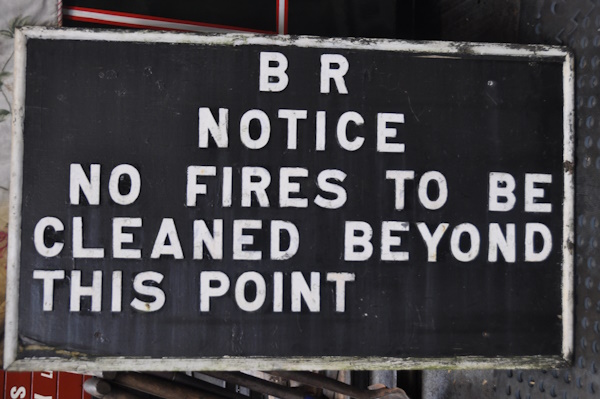 B R
NOTICE
NO FIRES TO BE
CLEANED BEYOND
THIS POINT